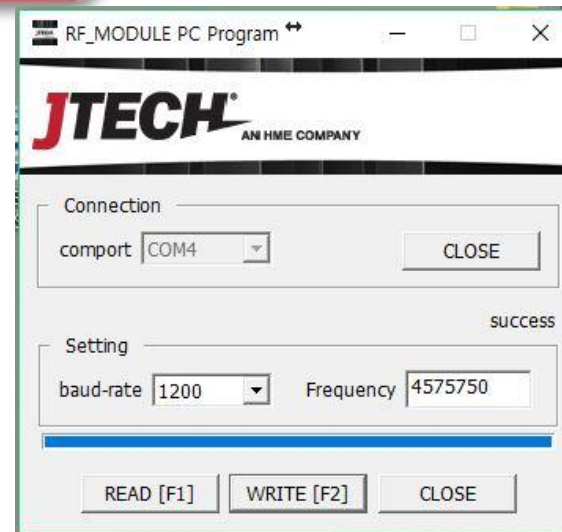 RF_MODULE PC Program
JTECH®
AN HME COMPANY
Connection
comport COM4 CLOSE
success
Setting
baud-rate 1200 Frequency 4575750
READ [F1] WRITE [F2] CLOSE